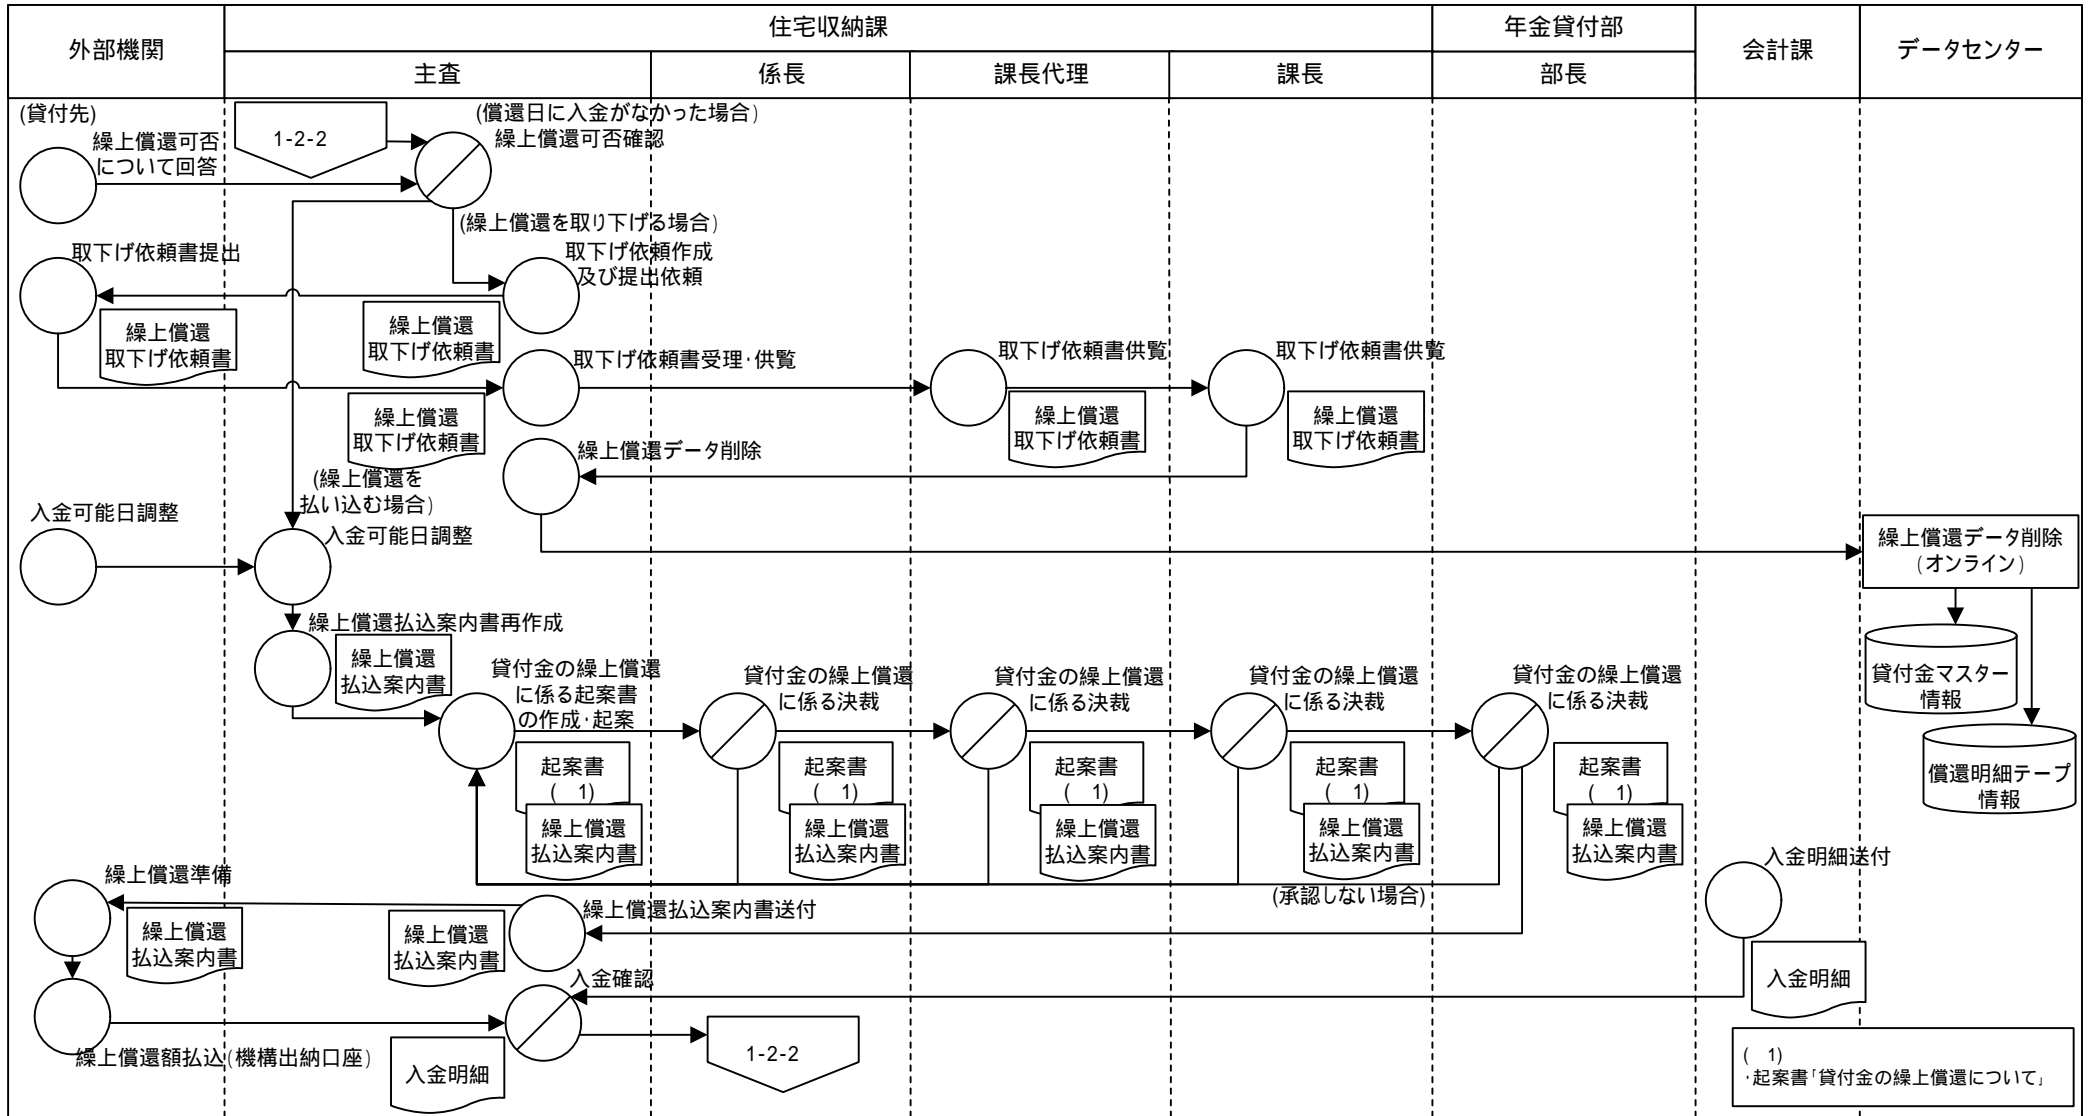 外部機関
住宅収納課
年金貸付部
会計課
データセンター
主査
係長
課長代理
課長
部長
(貸付先)
繰上償還可否
について回答
1-2-2
(償還日に入金がなかった場合)
繰上償還可否確認
(繰上償還を取り下げる場合)
取下げ依頼書提出
取下げ依頼作成
及び提出依頼
繰上償還
取下げ依頼書
繰上償還
取下げ依頼書
取下げ依頼書受理・供覧
取下げ依頼書供覧
取下げ依頼書供覧
繰上償還
取下げ依頼書
繰上償還
取下げ依頼書
繰上償還
取下げ依頼書
繰上償還データ削除
(繰上償還を
払い込む場合)
入金可能日調整
入金可能日調整
繰上償還データ削除
(オンライン)
繰上償還払込案内書再作成
繰上償還
払込案内書
貸付金マスター
情報
償還明細テープ
情報
貸付金の繰上償還
に係る起案書
の作成・起案
貸付金の繰上償還
に係る決裁
貸付金の繰上償還
に係る決裁
貸付金の繰上償還
に係る決裁
貸付金の繰上償還
に係る決裁
起案書
( 1)
繰上償還
払込案内書
起案書
( 1)
繰上償還
払込案内書
起案書
( 1)
繰上償還
払込案内書
起案書
( 1)
繰上償還
払込案内書
起案書
( 1)
繰上償還
払込案内書
(承認しない場合)
入金明細送付
繰上償還準備
繰上償還払込案内書送付
繰上償還
払込案内書
繰上償還
払込案内書
入金確認
入金明細
繰上償還額払込(機構出納口座)
入金明細
1-2-2
( 1)
・起案書「貸付金の繰上償還について」